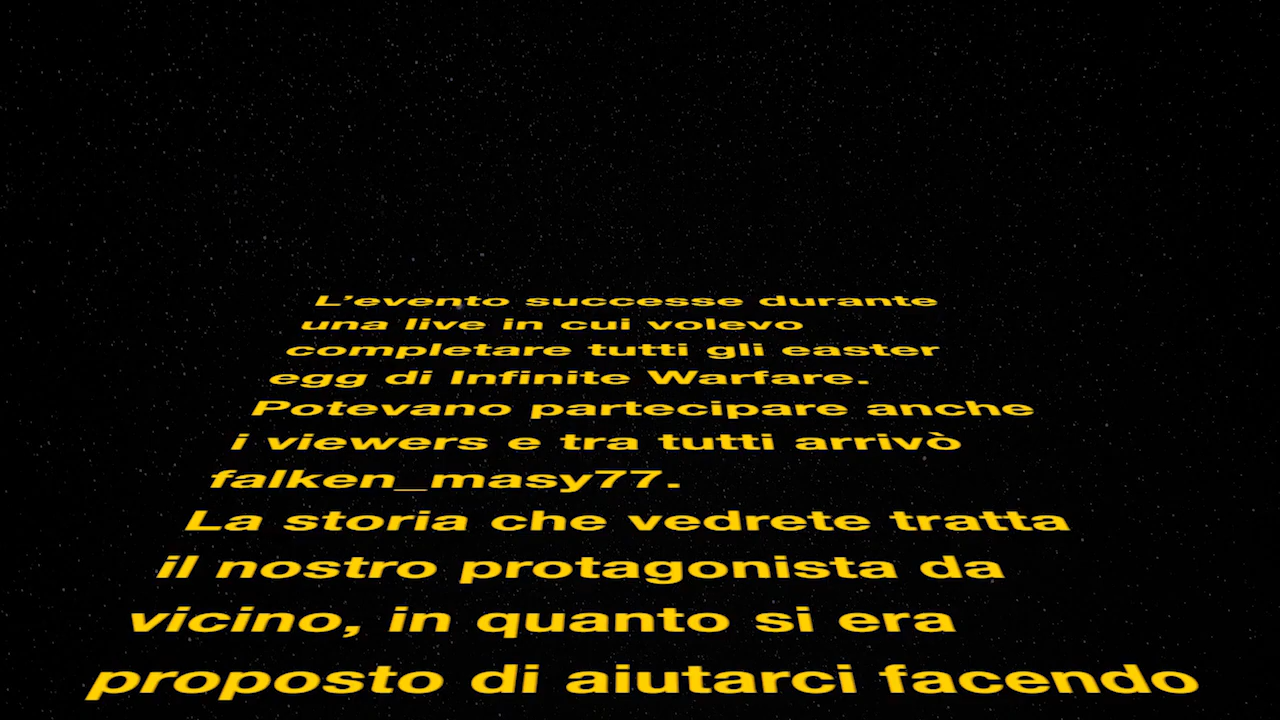 L’evento successe durante
una live in cui volevo
completare tutti gli easter
egg di Infinite Warfare.
Potevano partecipare anche
i viewers e tra tutti arrivò
falken_masy77.
La storia che vedrete tratta
il nostro protagonista da
vicino, in quanto si era
proposto di aiutarci facendo